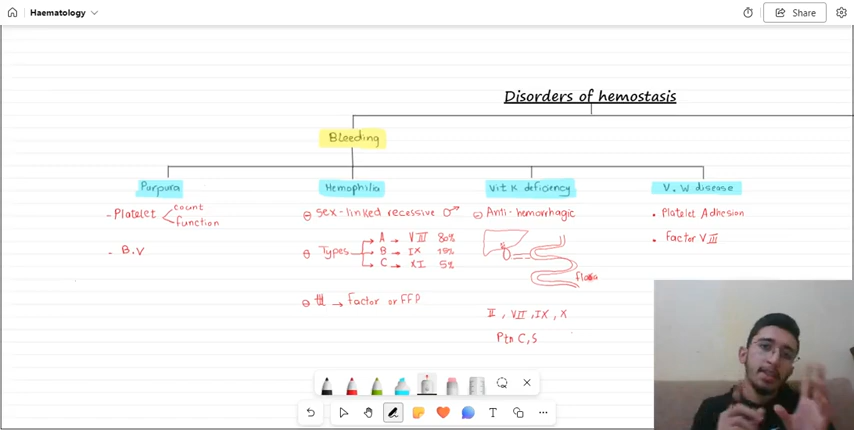 Haematology
Share
Disorders of hemostasis
Bleeding
Purpura
- Platelet count
function
- B.V
Hemophilia
Sex-linked recessive ♂
Types A → VIII 80%
B → IX 15%
C → XI 5%
ttt → Factor or FFP
Vit K deficiency
Anti-hemorrhagic
flora
II , VII , IX , X
Ptn C, S
V. W disease
• Platelet Adhesion
• Factor VIII